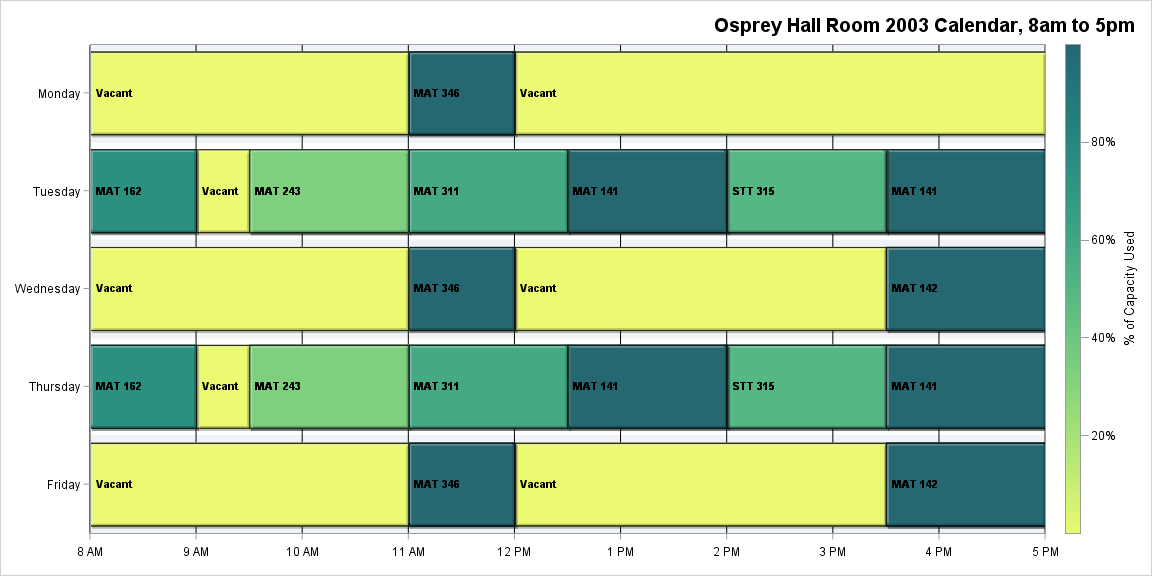 Osprey Hall Room 2003 Calendar, 8am to 5pm
Monday
Vacant
MAT 346
Vacant
Tuesday
MAT 162
Vacant
MAT 243
MAT 311
MAT 141
STT 315
MAT 141
Wednesday
Vacant
MAT 346
Vacant
MAT 142
Thursday
MAT 162
Vacant
MAT 243
MAT 311
MAT 141
STT 315
MAT 141
Friday
Vacant
MAT 346
Vacant
MAT 142
8 AM
9 AM
10 AM
11 AM
12 PM
1 PM
2 PM
3 PM
4 PM
5 PM
80%
60%
40%
20%
% of Capacity Used